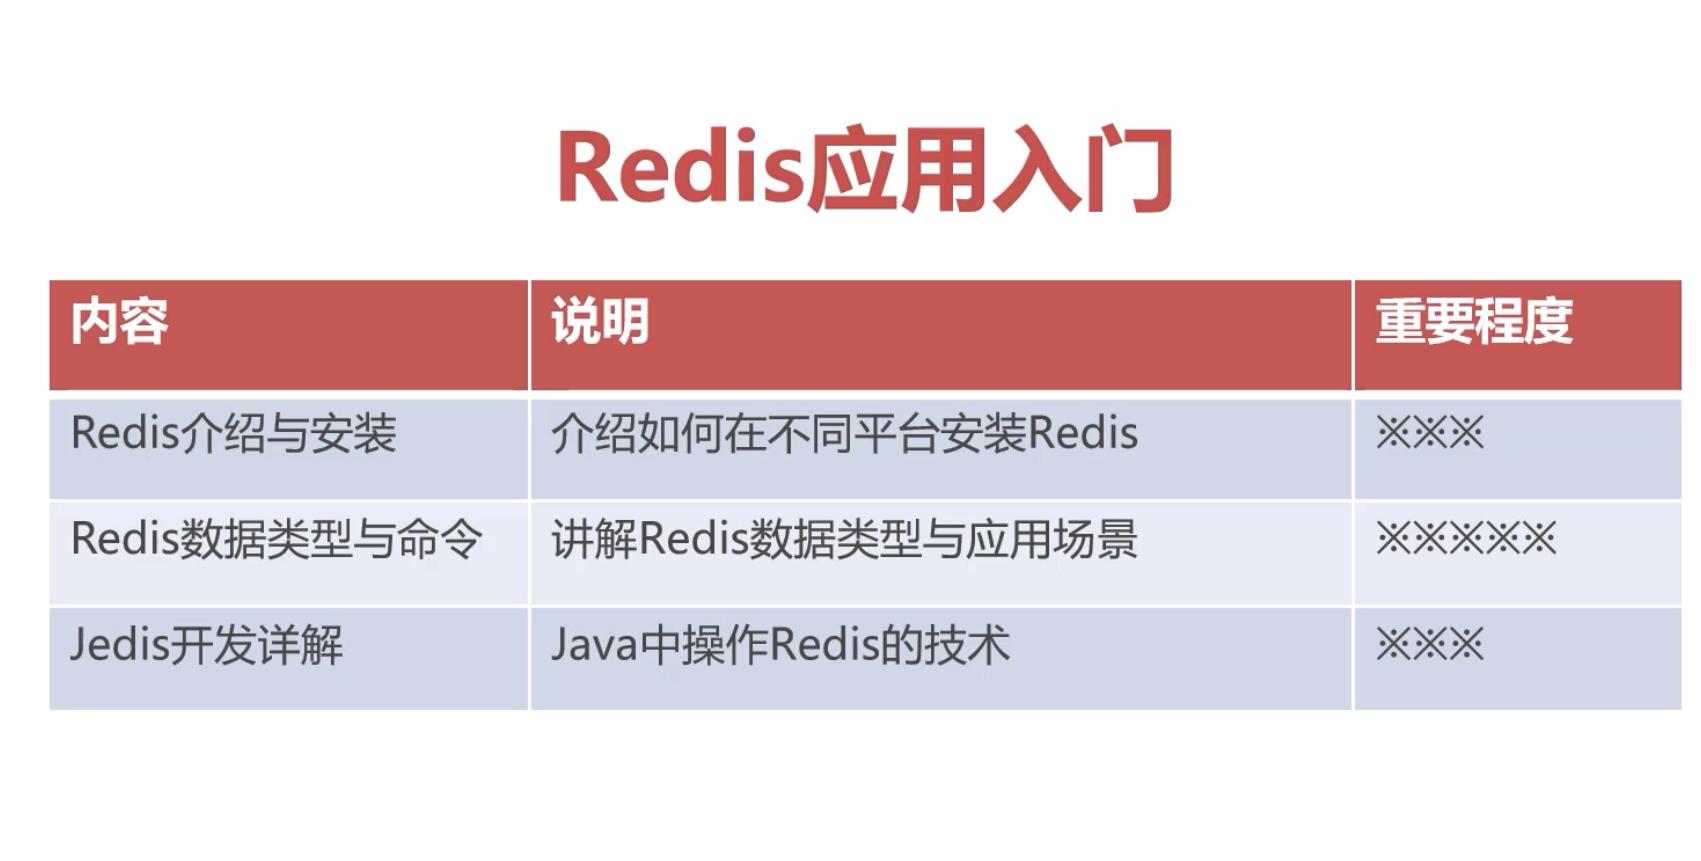 Redis应用入门
内容 说明 重要程度
Redis介绍与安装 介绍如何在不同平台安装Redis ※※※
Redis数据类型与命令 讲解Redis数据类型与应用场景 ※※※※※
Jedis开发详解 Java中操作Redis的技术 ※※※